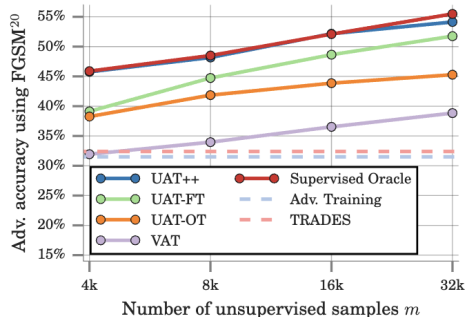 Adv. accuracy using FGSM²⁰
55%
50%
45%
40%
35%
30%
25%
20%
15%
UAT++
UAT-FT
UAT-OT
VAT
Supervised Oracle
Adv. Training
TRADES
4k 8k 16k 32k
Number of unsupervised samples m